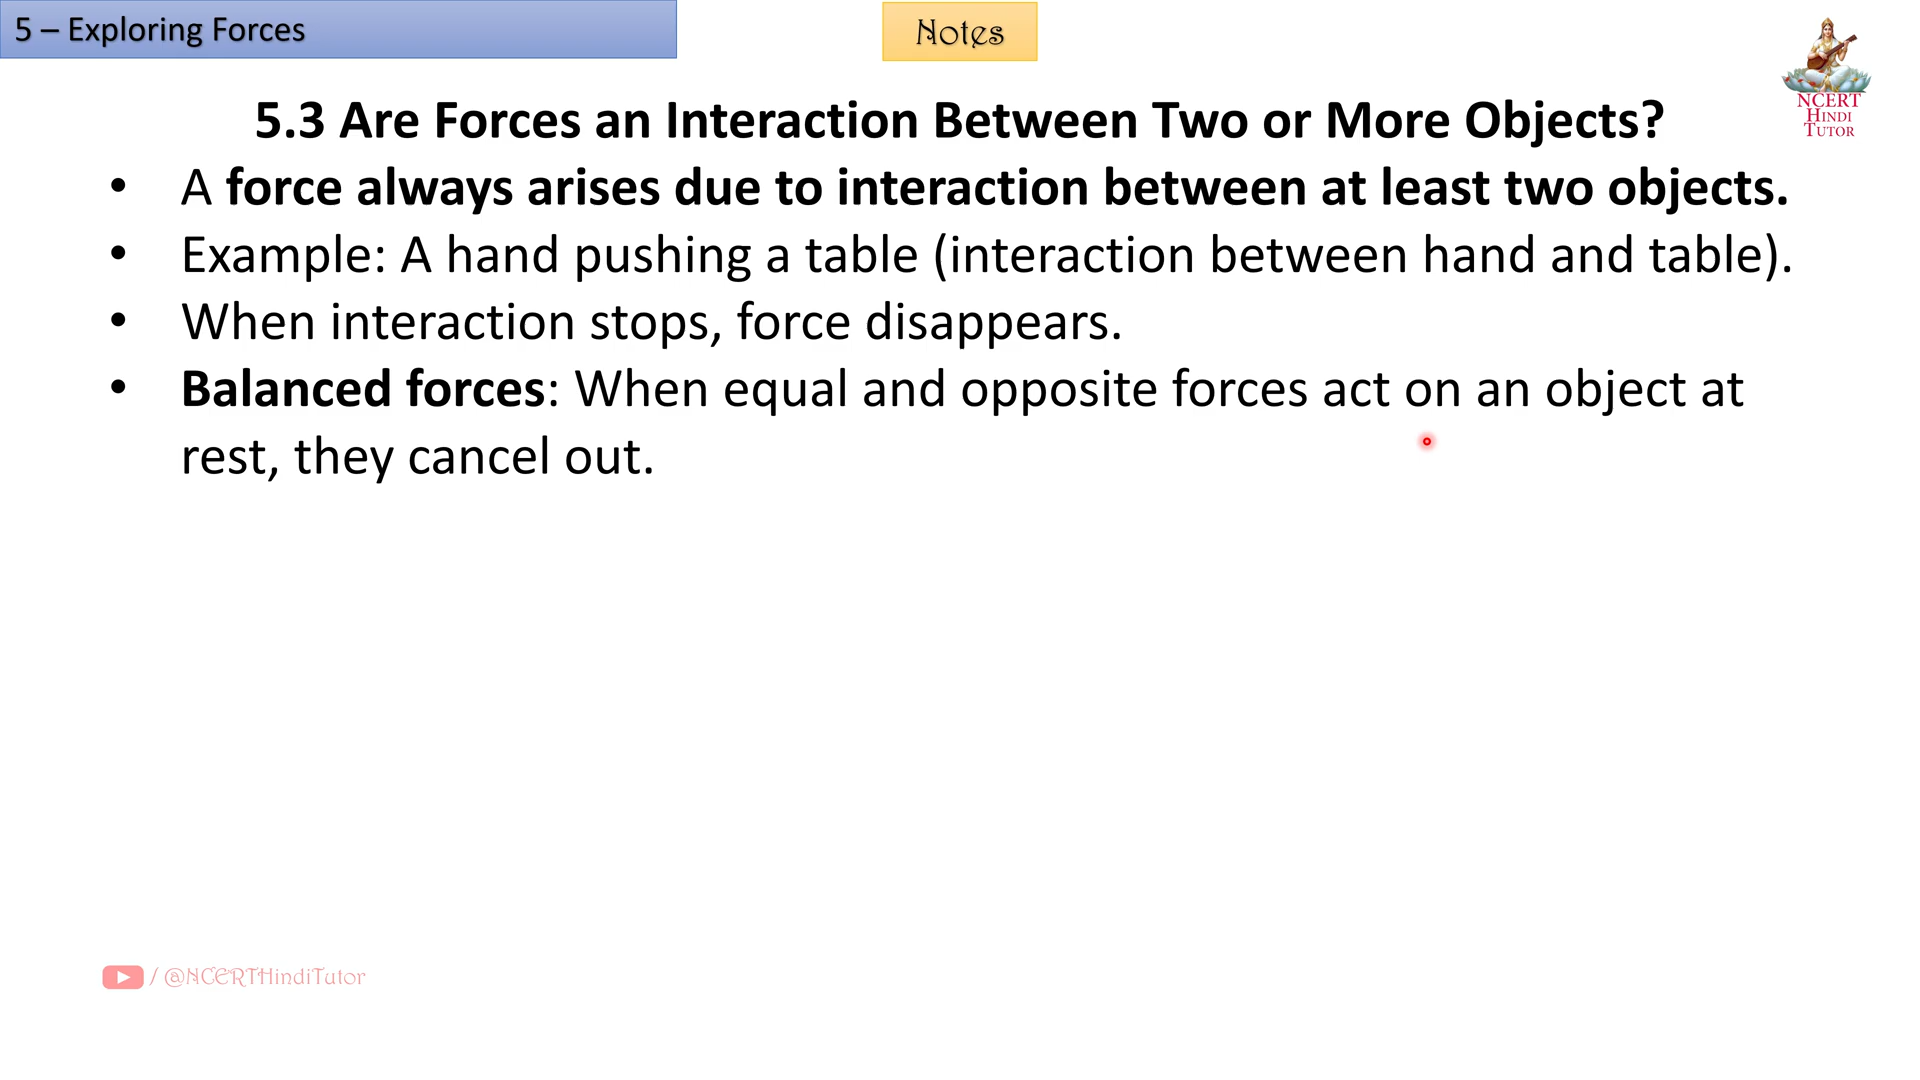 5 – Exploring Forces
Notes
NCERT
HINDI
TUTOR
5.3 Are Forces an Interaction Between Two or More Objects?
• A force always arises due to interaction between at least two objects.
• Example: A hand pushing a table (interaction between hand and table).
• When interaction stops, force disappears.
• Balanced forces: When equal and opposite forces act on an object at
rest, they cancel out.
/ @NCERTHindiTutor